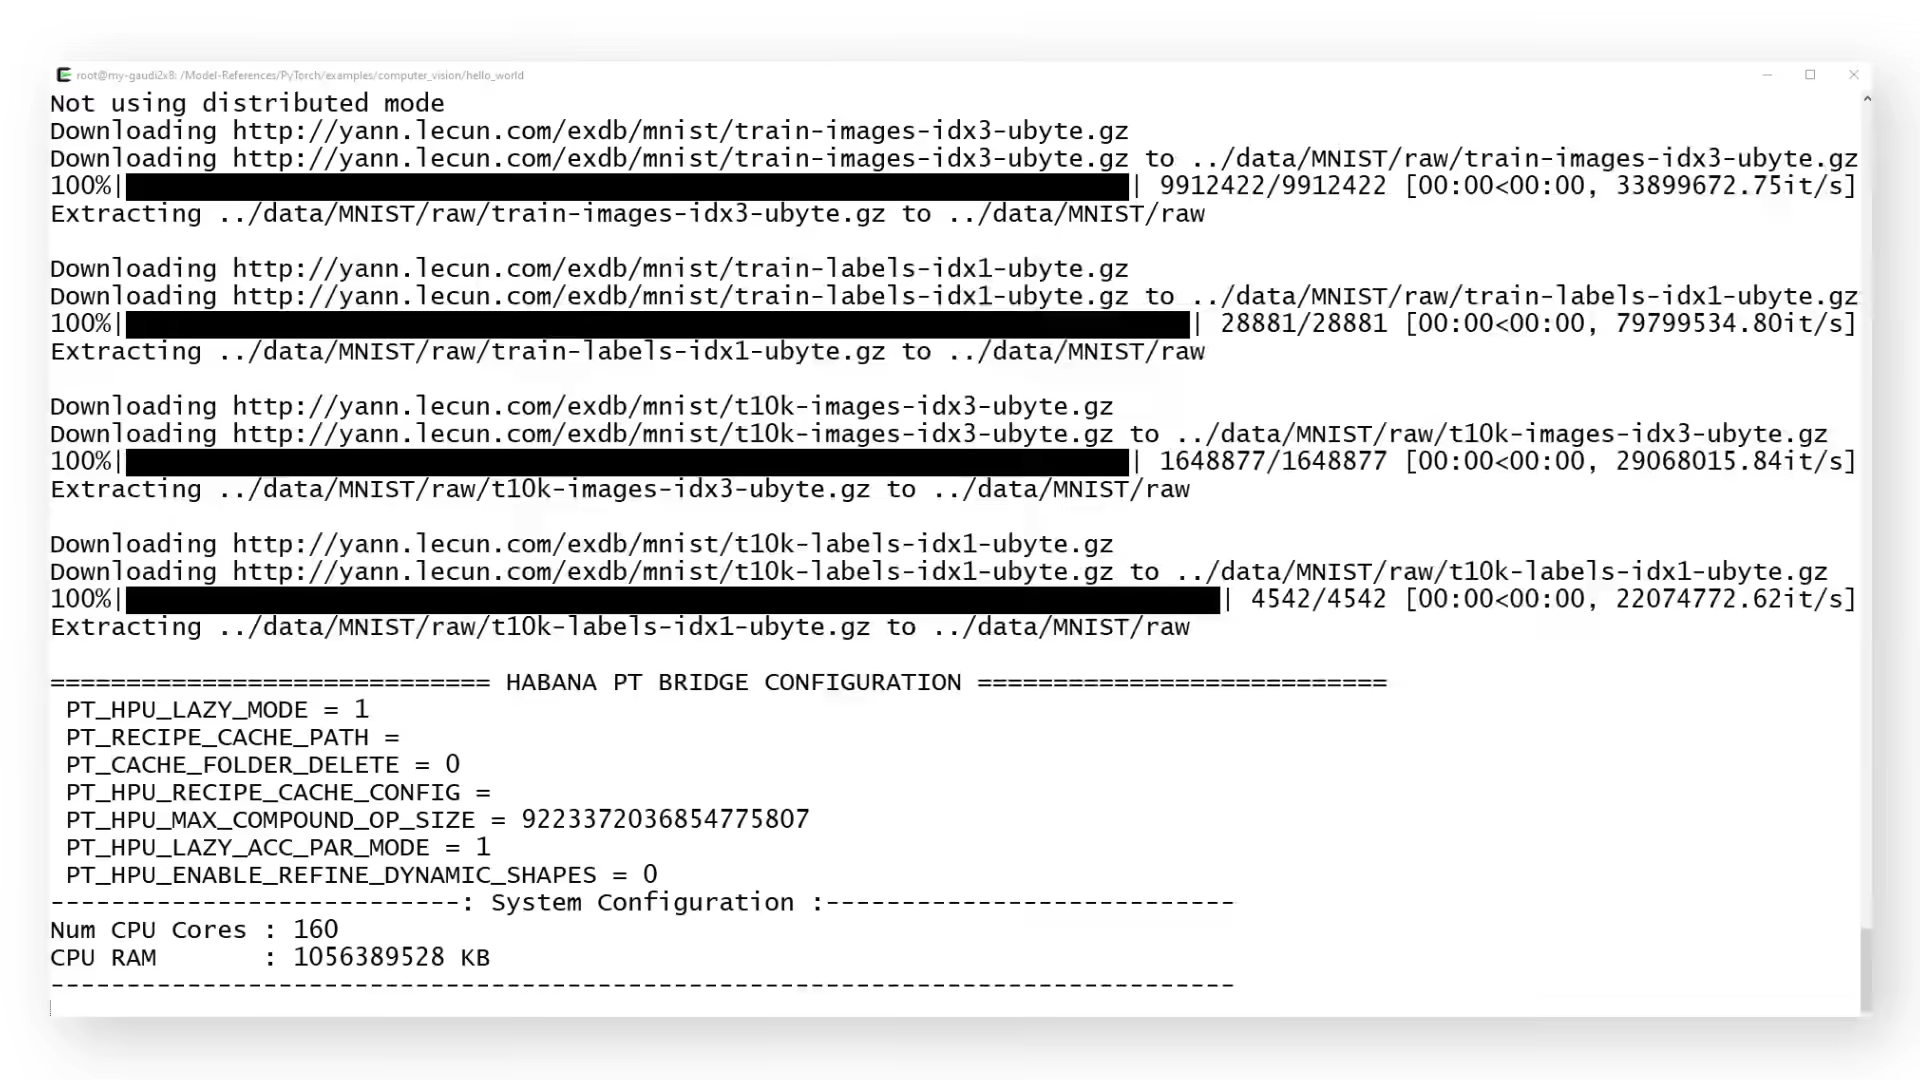 root@my-gaudi2x8: /Model-References/PyTorch/examples/computer_vision/hello_world
Not using distributed mode
Downloading http://yann.lecun.com/exdb/mnist/train-images-idx3-ubyte.gz
Downloading http://yann.lecun.com/exdb/mnist/train-images-idx3-ubyte.gz to ../data/MNIST/raw/train-images-idx3-ubyte.gz
100%| | 9912422/9912422 [00:00<00:00, 33899672.75it/s]
Extracting ../data/MNIST/raw/train-images-idx3-ubyte.gz to ../data/MNIST/raw
Downloading http://yann.lecun.com/exdb/mnist/train-labels-idx1-ubyte.gz
Downloading http://yann.lecun.com/exdb/mnist/train-labels-idx1-ubyte.gz to ../data/MNIST/raw/train-labels-idx1-ubyte.gz
100%| | 28881/28881 [00:00<00:00, 79799534.80it/s]
Extracting ../data/MNIST/raw/train-labels-idx1-ubyte.gz to ../data/MNIST/raw
Downloading http://yann.lecun.com/exdb/mnist/t10k-images-idx3-ubyte.gz
Downloading http://yann.lecun.com/exdb/mnist/t10k-images-idx3-ubyte.gz to ../data/MNIST/raw/t10k-images-idx3-ubyte.gz
100%| | 1648877/1648877 [00:00<00:00, 29068015.84it/s]
Extracting ../data/MNIST/raw/t10k-images-idx3-ubyte.gz to ../data/MNIST/raw
Downloading http://yann.lecun.com/exdb/mnist/t10k-labels-idx1-ubyte.gz
Downloading http://yann.lecun.com/exdb/mnist/t10k-labels-idx1-ubyte.gz to ../data/MNIST/raw/t10k-labels-idx1-ubyte.gz
100%| | 4542/4542 [00:00<00:00, 22074772.62it/s]
Extracting ../data/MNIST/raw/t10k-labels-idx1-ubyte.gz to ../data/MNIST/raw
============================= HABANA PT BRIDGE CONFIGURATION ===========================
PT_HPU_LAZY_MODE = 1
PT_RECIPE_CACHE_PATH =
PT_CACHE_FOLDER_DELETE = 0
PT_HPU_RECIPE_CACHE_CONFIG =
PT_HPU_MAX_COMPOUND_OP_SIZE = 9223372036854775807
PT_HPU_LAZY_ACC_PAR_MODE = 1
PT_HPU_ENABLE_REFINE_DYNAMIC_SHAPES = 0
---------------------------: System Configuration :---------------------------
Num CPU Cores : 160
CPU RAM       : 1056389528 KB
------------------------------------------------------------------------------